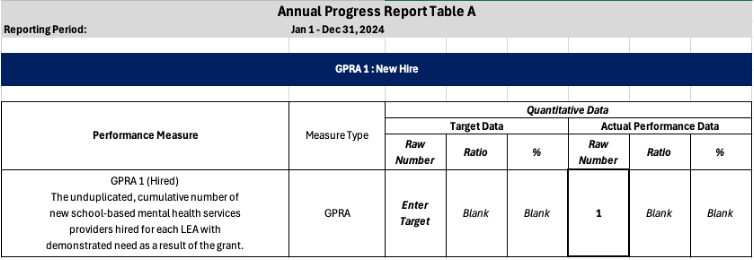 Annual Progress Report Table A
Reporting Period: Jan 1 - Dec 31, 2024
GPRA 1 : New Hire
Quantitative Data
Performance Measure Measure Type Target Data Actual Performance Data
Raw Number Ratio % Raw Number Ratio %
GPRA 1 (Hired)
The unduplicated, cumulative number of
new school-based mental health services
providers hired for each LEA with
demonstrated need as a result of the grant.
GPRA
Enter
Target
Blank
Blank
1
Blank
Blank